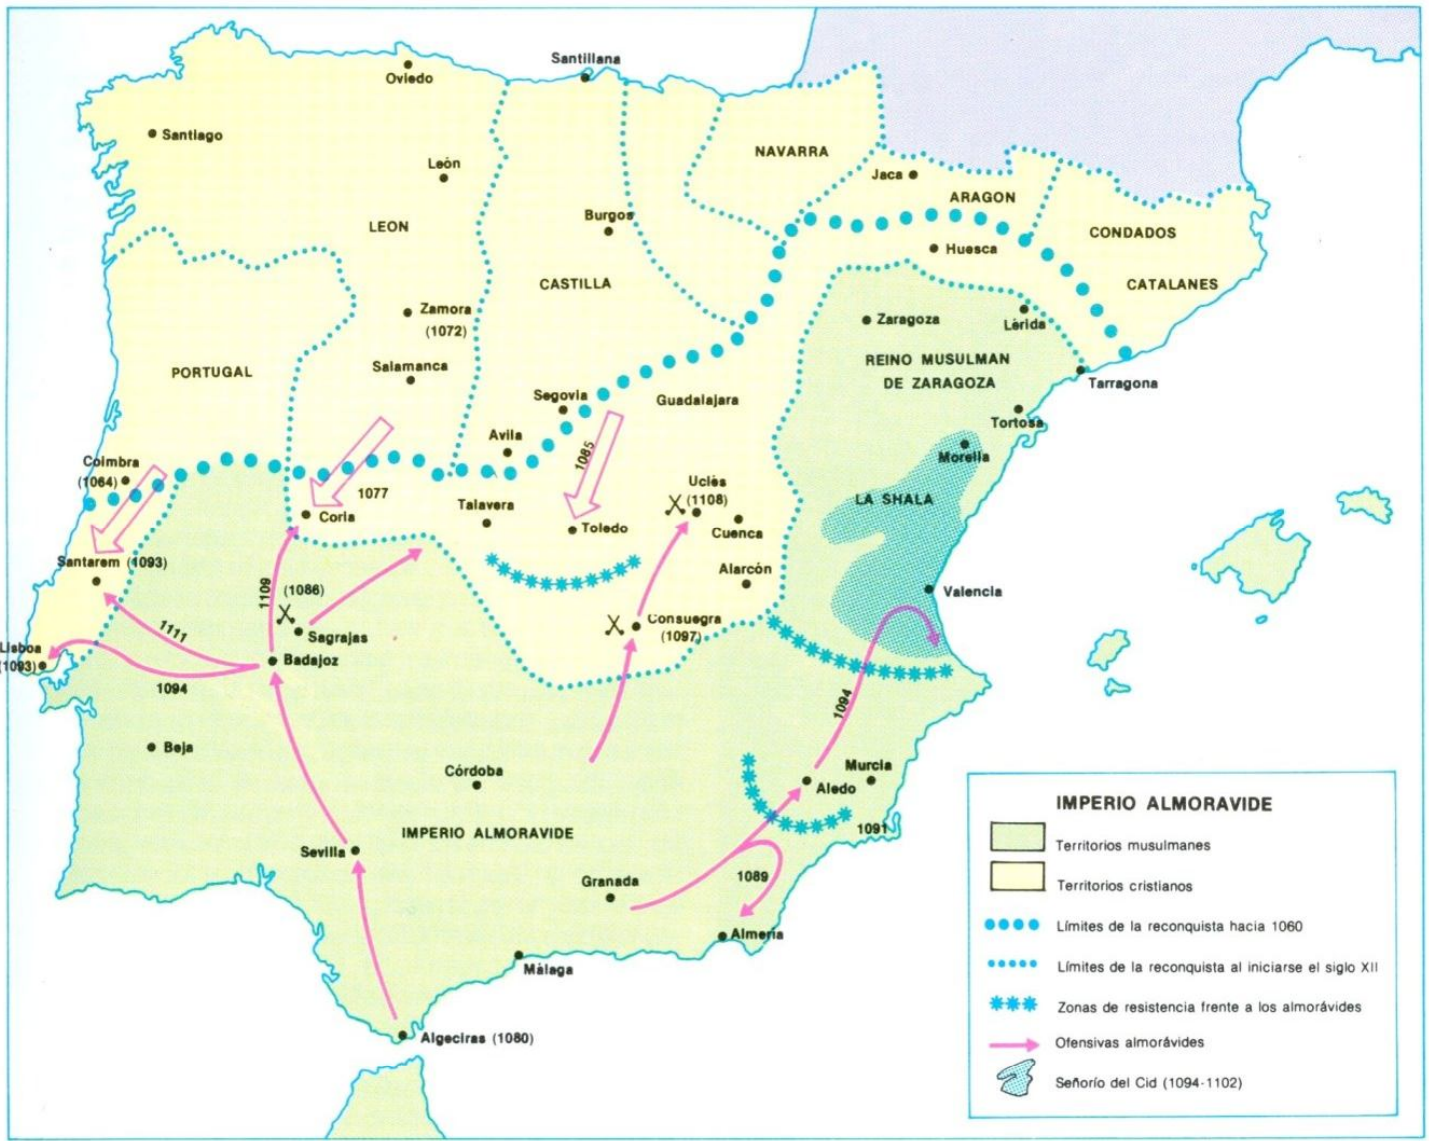 Santillana
Oviedo
Santiago
NAVARRA
León
Jaca
ARAGON
Burgos
LEON
CONDADOS
Huesca
CASTILLA
CATALANES
Zamora
(1072)
Zaragoza
Lérida
REINO MUSULMAN
DE ZARAGOZA
PORTUGAL
Salamanca
Tarragona
Segovia
Guadalajara
Tortosa
Avila
Morella
1085
Coimbra
(1064)
1077
Uclés
(1108)
LA SHALA
Talavera
Coria
Toledo
Cuenca
Santarem (1093)
Alarcón
1109
(1086)
Valencia
Consuegra
(1097)
1111
Sagrajas
Lisboa
(1093)
Badajoz
1094
1094
Beja
Córdoba
Murcia
Aledo
IMPERIO ALMORAVIDE
1091
Sevilla
1089
Granada
Almería
Málaga
Algeciras (1080)
IMPERIO ALMORAVIDE
Territorios musulmanes
Territorios cristianos
Límites de la reconquista hacia 1060
Límites de la reconquista al iniciarse el siglo XII
Zonas de resistencia frente a los almorávides
Ofensivas almorávides
Señorío del Cid (1094-1102)